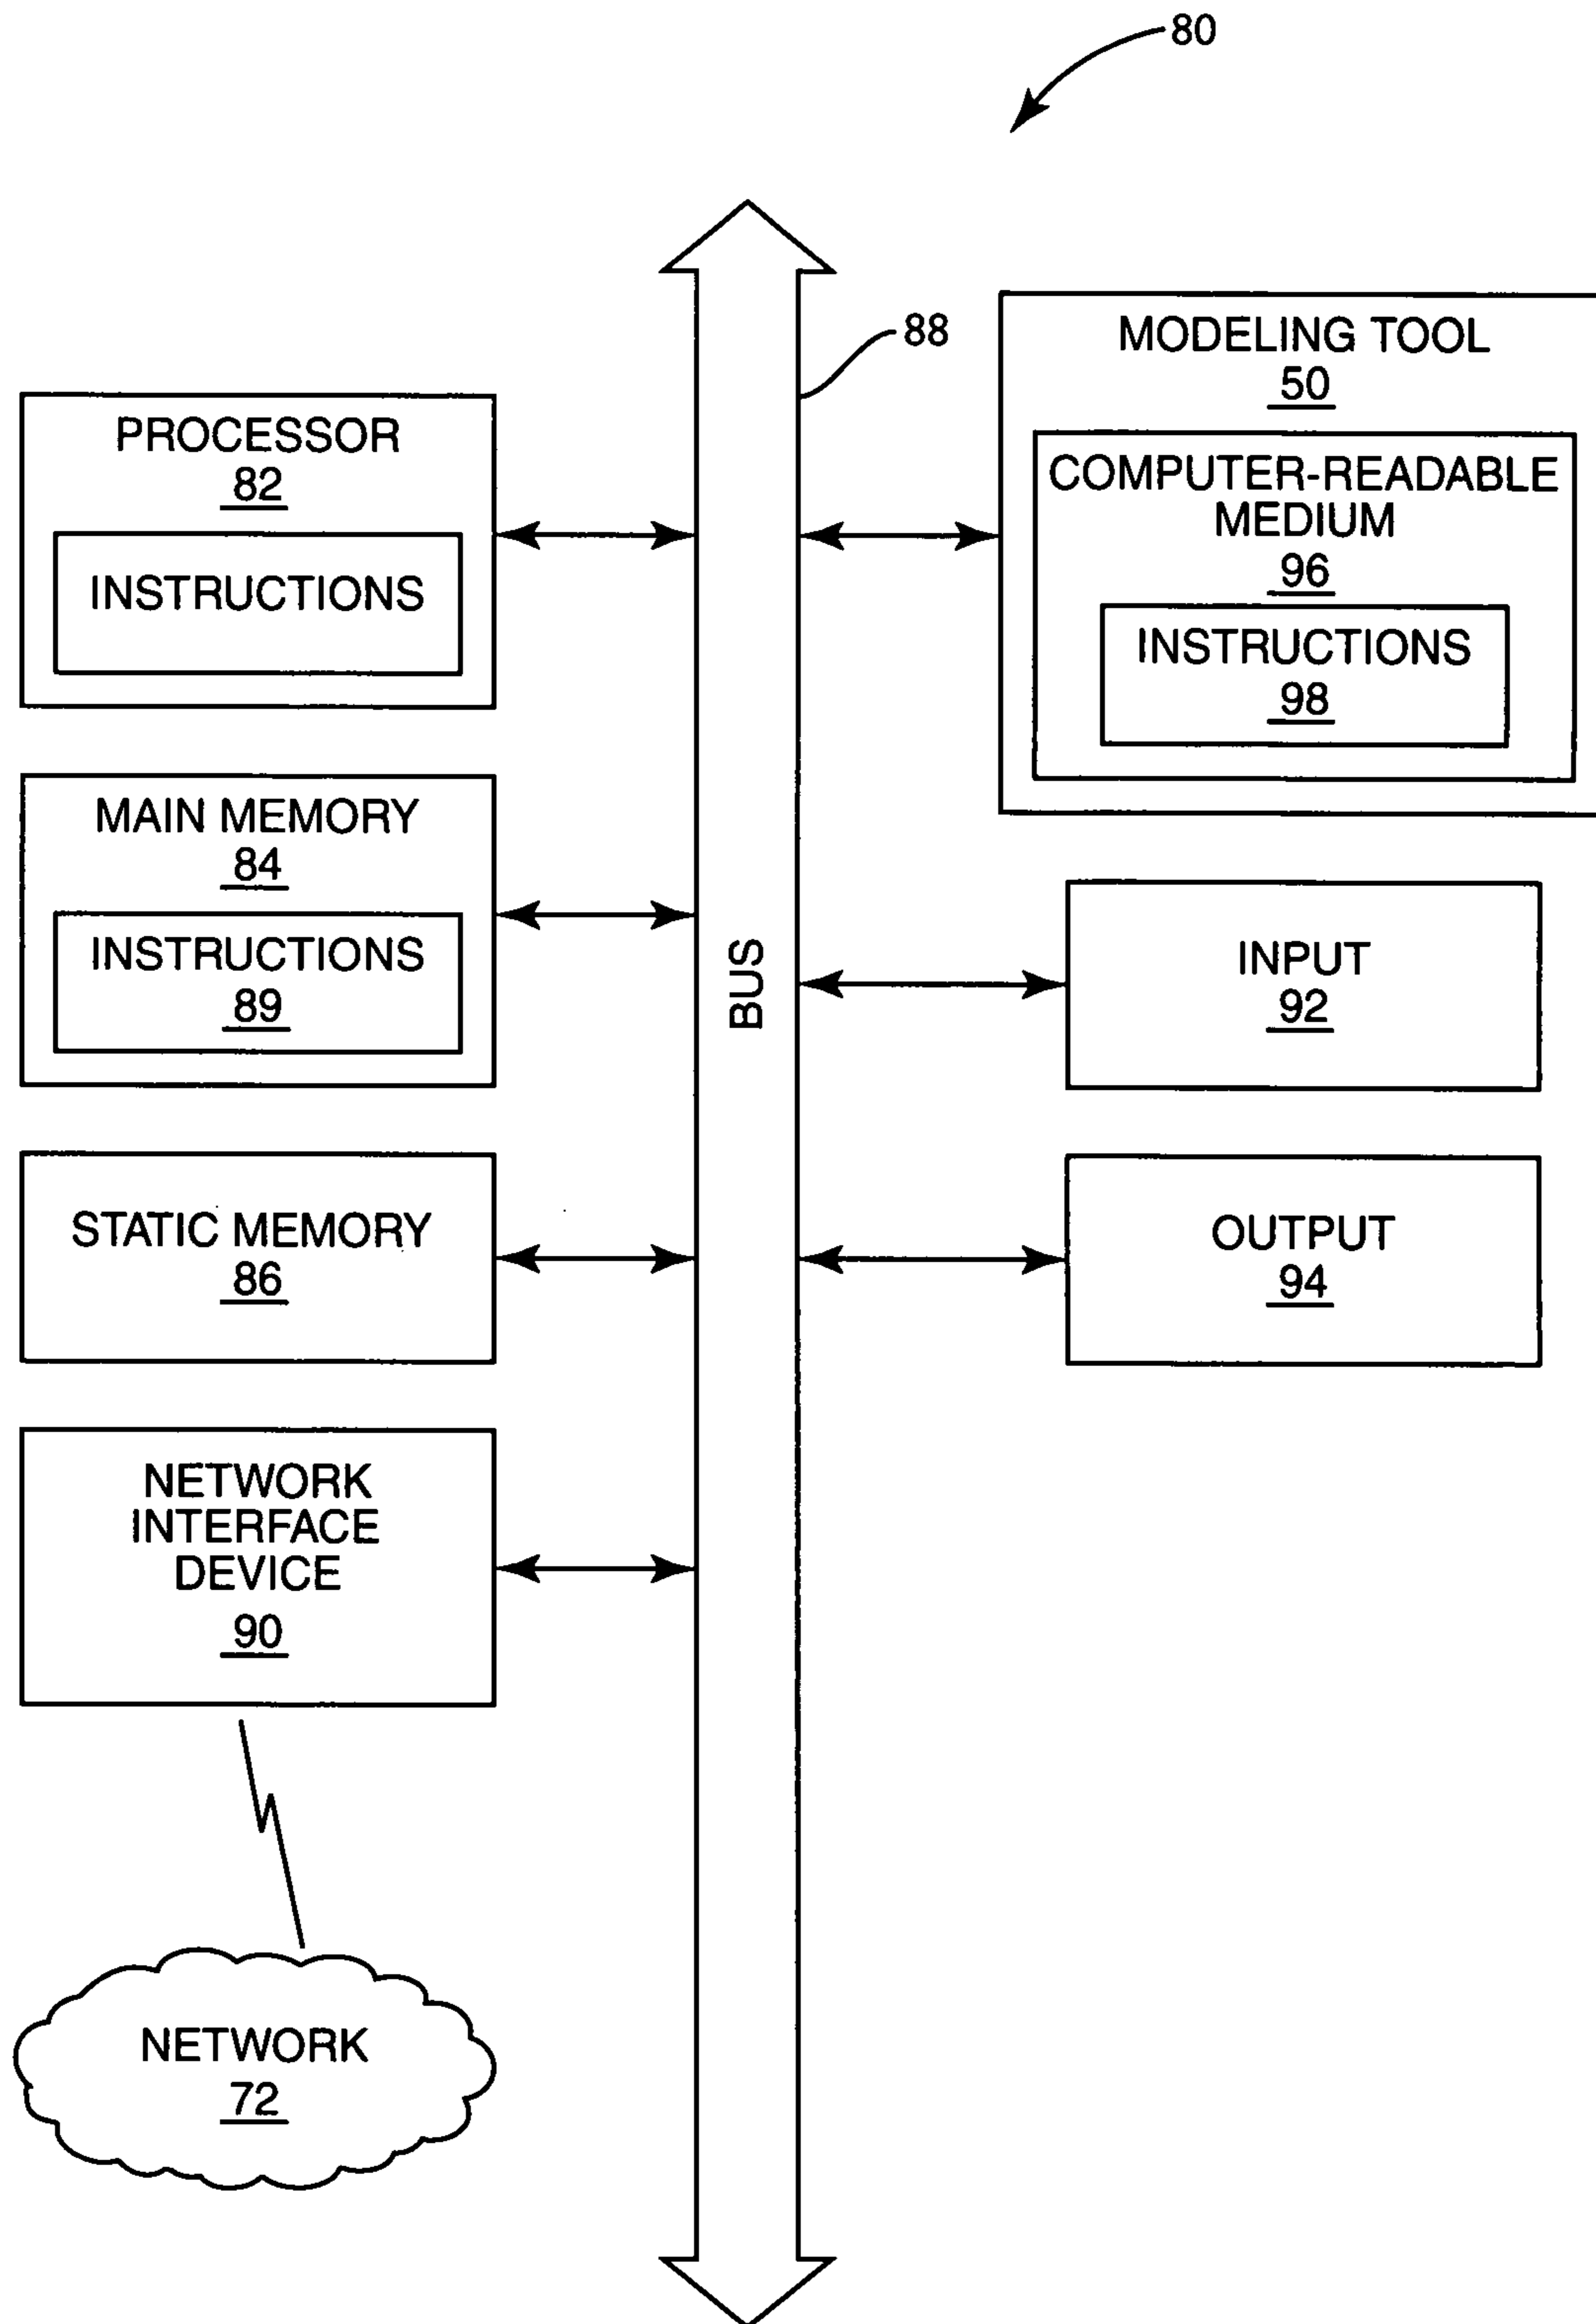 80
88
PROCESSOR
82
INSTRUCTIONS
MAIN MEMORY
84
INSTRUCTIONS
89
STATIC MEMORY
86
NETWORK
INTERFACE
DEVICE
90
NETWORK
72
BUS
MODELING TOOL
50
COMPUTER-READABLE
MEDIUM
96
INSTRUCTIONS
98
INPUT
92
OUTPUT
94